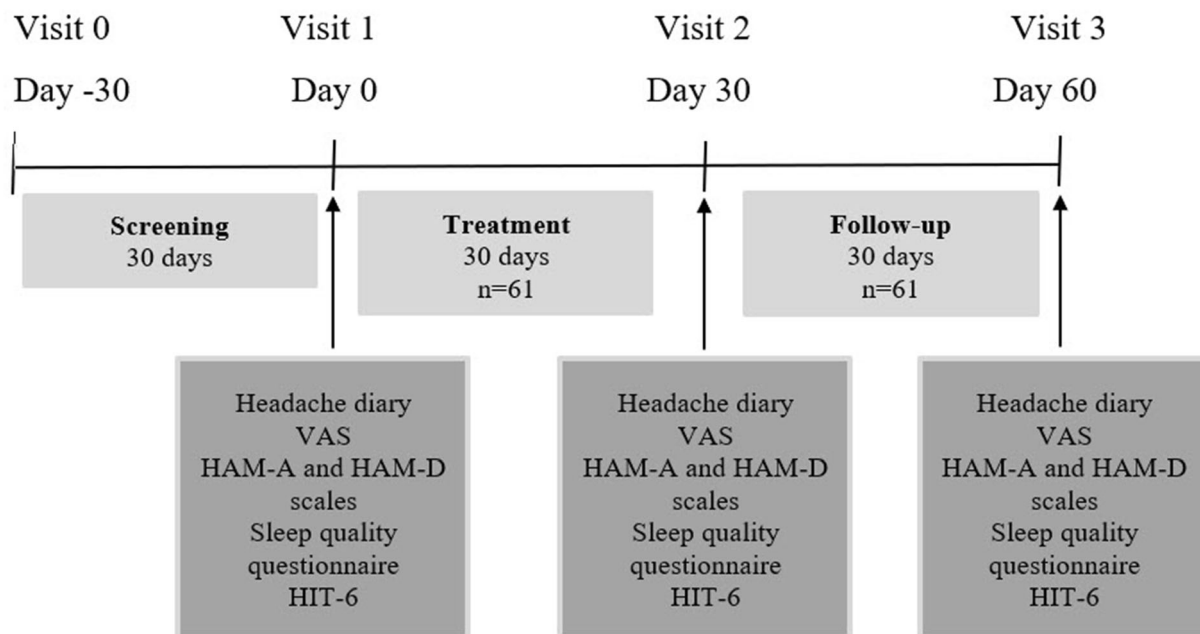 Visit 0 Visit 1 Visit 2 Visit 3
Day -30 Day 0 Day 30 Day 60
Screening
30 days
Treatment
30 days
n=61
Follow-up
30 days
n=61
Headache diary
VAS
HAM-A and HAM-D
scales
Sleep quality
questionnaire
HIT-6
Headache diary
VAS
HAM-A and HAM-D
scales
Sleep quality
questionnaire
HIT-6
Headache diary
VAS
HAM-A and HAM-D
scales
Sleep quality
questionnaire
HIT-6